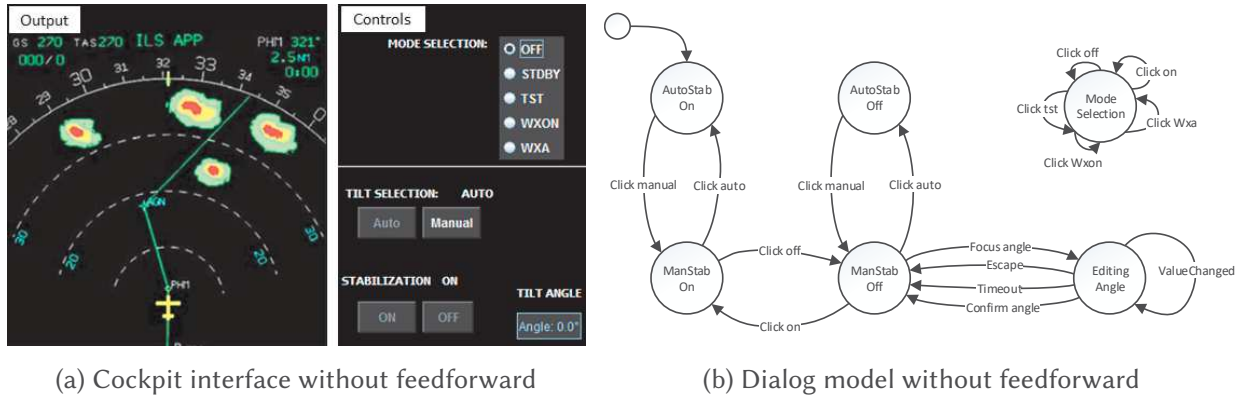 Output
GS 270 TAS270 ILS APP PHM 321°
000/0 2.5NM
0:00
28 29 30 31 32 33 34 35 0
AGN
30 20 20 30
PHM
Controls
MODE SELECTION:
OFF
STDBY
TST
WXON
WXA
TILT SELECTION: AUTO
Auto Manual
STABILIZATION ON
TILT ANGLE
ON OFF Angle: 0.0°
AutoStab
On
AutoStab
Off
Click off
Click on
Mode
Selection
Click tst
Click Wxa
Click Wxon
Click manual Click auto Click manual Click auto
ManStab
On
Click off
Click on
ManStab
Off
Focus angle
Escape
Timeout
Confirm angle
Editing
Angle
ValueChanged
(a) Cockpit interface without feedforward
(b) Dialog model without feedforward